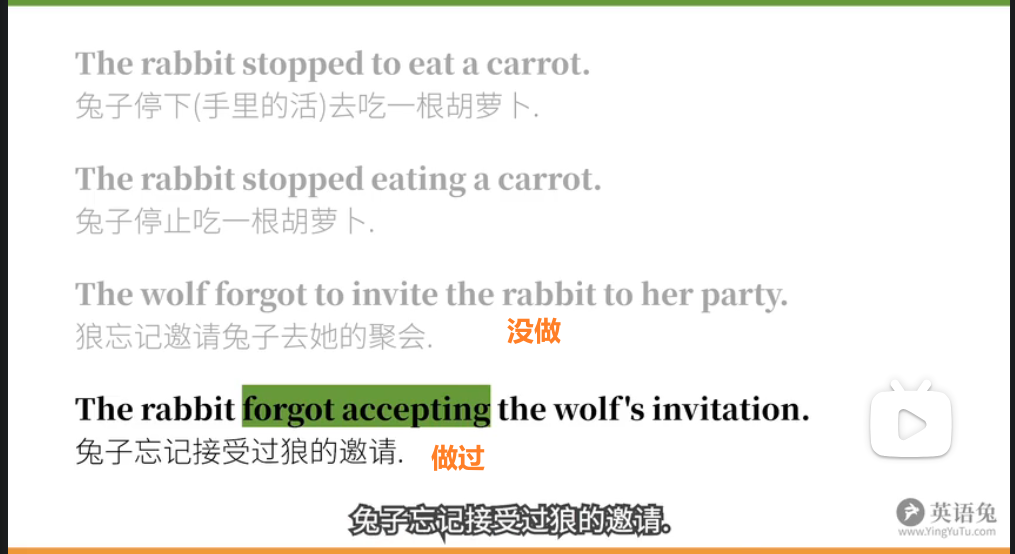 The rabbit stopped to eat a carrot.
兔子停下(手里的活)去吃一根胡萝卜.
The rabbit stopped eating a carrot.
兔子停止吃一根胡萝卜.
The wolf forgot to invite the rabbit to her party.
狼忘记邀请兔子去她的聚会.
没做
The rabbit forgot accepting the wolf's invitation.
兔子忘记接受过狼的邀请.
做过
兔子忘记接受过狼的邀请.
英语兔
www.YingYuTu.com